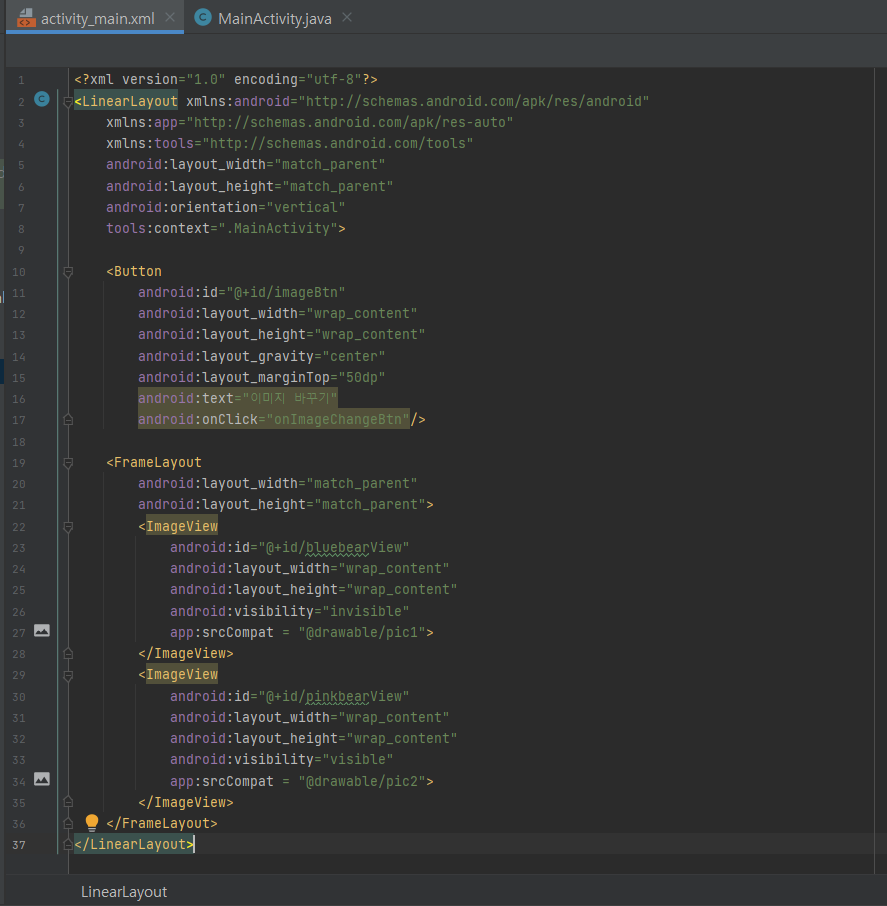 activity_main.xml
MainActivity.java
1 <?xml version="1.0" encoding="utf-8"?>
2 <LinearLayout xmlns:android="http://schemas.android.com/apk/res/android"
3 xmlns:app="http://schemas.android.com/apk/res-auto"
4 xmlns:tools="http://schemas.android.com/tools"
5 android:layout_width="match_parent"
6 android:layout_height="match_parent"
7 android:orientation="vertical"
8 tools:context=".MainActivity">
9
10 <Button
11 android:id="@+id/imageBtn"
12 android:layout_width="wrap_content"
13 android:layout_height="wrap_content"
14 android:layout_gravity="center"
15 android:layout_marginTop="50dp"
16 android:text="이미지 바꾸기"
17 android:onClick="onImageChangeBtn"/>
18
19 <FrameLayout
20 android:layout_width="match_parent"
21 android:layout_height="match_parent">
22 <ImageView
23 android:id="@+id/bluebearView"
24 android:layout_width="wrap_content"
25 android:layout_height="wrap_content"
26 android:visibility="invisible"
27 app:srcCompat = "@drawable/pic1">
28 </ImageView>
29 <ImageView
30 android:id="@+id/pinkbearView"
31 android:layout_width="wrap_content"
32 android:layout_height="wrap_content"
33 android:visibility="visible"
34 app:srcCompat = "@drawable/pic2">
35 </ImageView>
36 </FrameLayout>
37 </LinearLayout>
LinearLayout